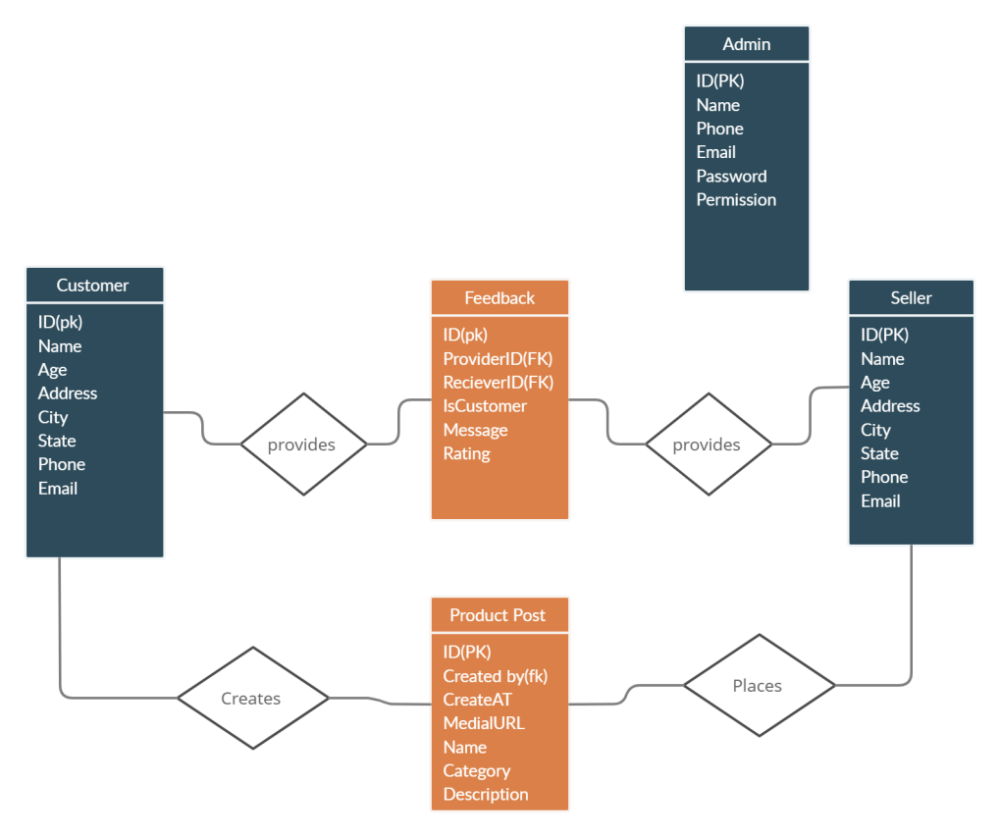 Admin
ID(PK)
Name
Phone
Email
Password
Permission
Customer
ID(pk)
Name
Age
Address
City
State
Phone
Email
provides
Feedback
ID(pk)
ProviderID(FK)
RecieverID(FK)
IsCustomer
Message
Rating
provides
Seller
ID(PK)
Name
Age
Address
City
State
Phone
Email
Creates
Product Post
ID(PK)
Created by(fk)
CreateAT
MedialURL
Name
Category
Description
Places